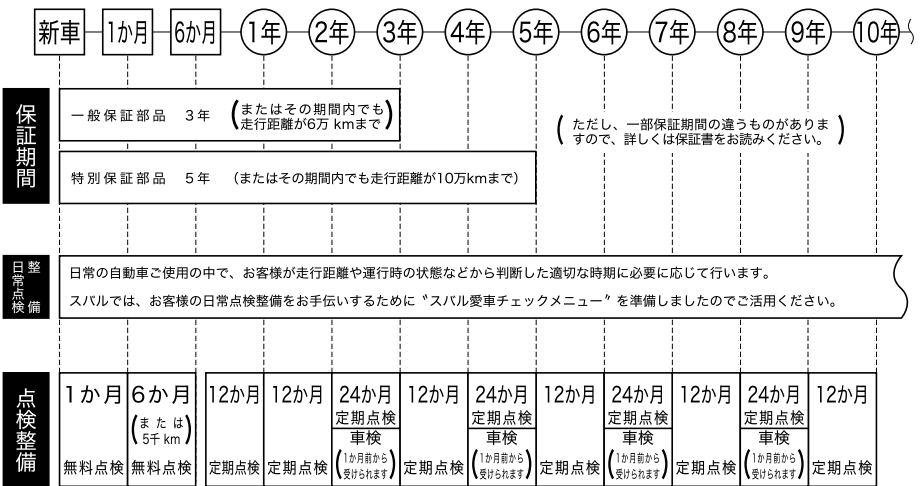 新車 1か月 6か月 1年 2年 3年 4年 5年 6年 7年 8年 9年 10年
保証期間
一般保証部品 3年 (またはその期間内でも
走行距離が6万 kmまで)
(ただし、一部保証期間の違うものがありま
すので、詳しくは保証書をお読みください。)
特別保証部品 5年 (またはその期間内でも走行距離が10万kmまで)
日常点検整備
日常の自動車ご使用の中で、お客様が走行距離や運行時の状態などから判断した適切な時期に必要に応じて行います。
スバルでは、お客様の日常点検整備をお手伝いするために〝スバル愛車チェックメニュー〟を準備しましたのでご活用ください。
点検整備
1か月
無料点検
6か月
(または
5千km)
無料点検
12か月
定期点検
12か月
定期点検
24か月
定期点検
車検
(1か月前から
受けられます)
12か月
定期点検
24か月
定期点検
車検
(1か月前から
受けられます)
12か月
定期点検
24か月
定期点検
車検
(1か月前から
受けられます)
12か月
定期点検
24か月
定期点検
車検
(1か月前から
受けられます)
12か月
定期点検